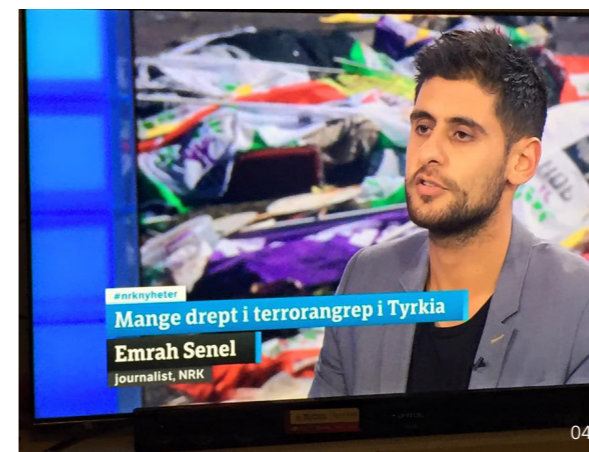 #nrknyheter
Mange drept i terrorangrep i Tyrkia
Emrah Senel
journalist, NRK
04